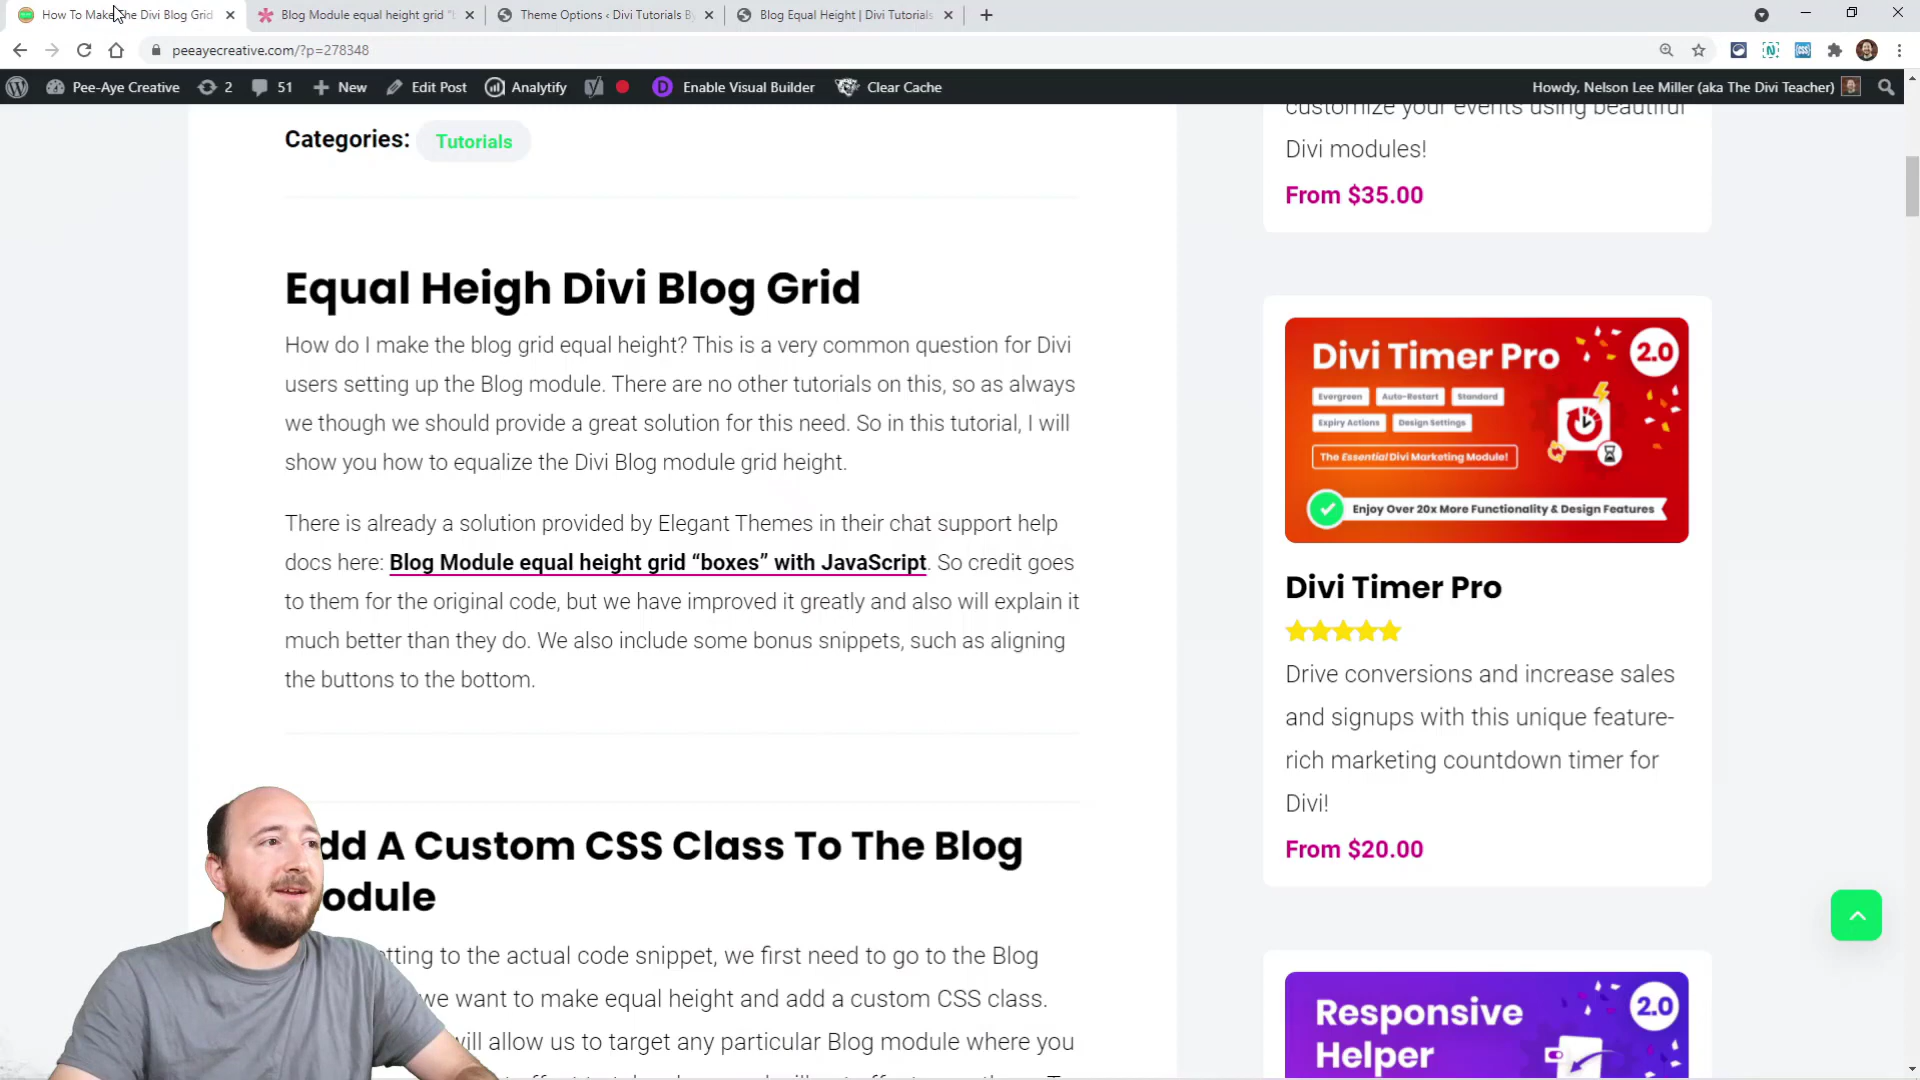 How To Make The Divi Blog Grid
Blog Module equal height grid "b
Theme Options ‹ Divi Tutorials By
Blog Equal Height | Divi Tutorials
peeayecreative.com/?p=278348
Pee-Aye Creative
2
51
New
Edit Post
Analytify
Enable Visual Builder
Clear Cache
Howdy, Nelson Lee Miller (aka The Divi Teacher)
Categories: Tutorials
Equal Heigh Divi Blog Grid
How do I make the blog grid equal height? This is a very common question for Divi
users setting up the Blog module. There are no other tutorials on this, so as always
we though we should provide a great solution for this need. So in this tutorial, I will
show you how to equalize the Divi Blog module grid height.
There is already a solution provided by Elegant Themes in their chat support help
docs here: Blog Module equal height grid “boxes” with JavaScript. So credit goes
to them for the original code, but we have improved it greatly and also will explain it
much better than they do. We also include some bonus snippets, such as aligning
the buttons to the bottom.
dd A Custom CSS Class To The Blog
odule
tting to the actual code snippet, we first need to go to the Blog
we want to make equal height and add a custom CSS class.
will allow us to target any particular Blog module where you
customize your events using beautiful
Divi modules!
From $35.00
Divi Timer Pro
2.0
Evergreen
Auto-Restart
Standard
Expiry Actions
Design Settings
The Essential Divi Marketing Module!
Enjoy Over 20x More Functionality & Design Features
Divi Timer Pro
Drive conversions and increase sales
and signups with this unique feature-
rich marketing countdown timer for
Divi!
From $20.00
Responsive
Helper
2.0